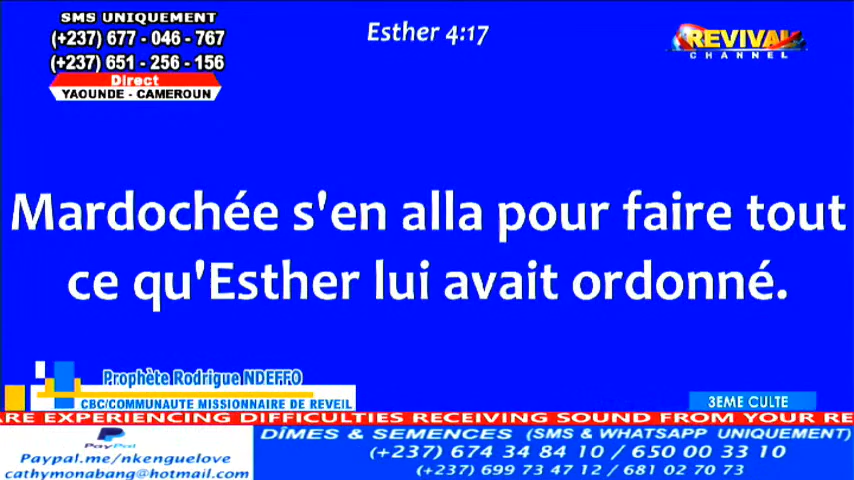 SMS UNIQUEMENT
(+237) 677 - 046 - 767
(+237) 651 - 256 - 156
Direct
YAOUNDE - CAMEROUN
Esther 4:17
REVIVAL
CHANNEL
Mardochée s'en alla pour faire tout
ce qu'Esther lui avait ordonné.
Prophète Rodrigue NDEFFO
CBC/COMMUNAUTE MISSIONNAIRE DE REVEIL
3EME CULTE
ARE EXPERIENCING DIFFICULTIES RECEIVING SOUND FROM YOUR RE
PayPal
Paypal.me/nkenguelove
cathymonabang@hotmail.com
DÎMES & SEMENCES (SMS & WHATSAPP UNIQUEMENT)
(+237) 674 34 84 10 / 650 00 33 10
(+237) 699 73 47 12 / 681 02 70 73